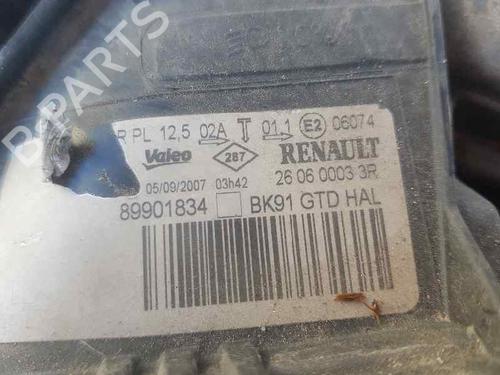 R PL 12,5 02A T 01,1 E2 06074
Valeo 287 RENAULT
05/09/2007 03h42 26 06 0003 3R
89901834 BK91 GTD HAL